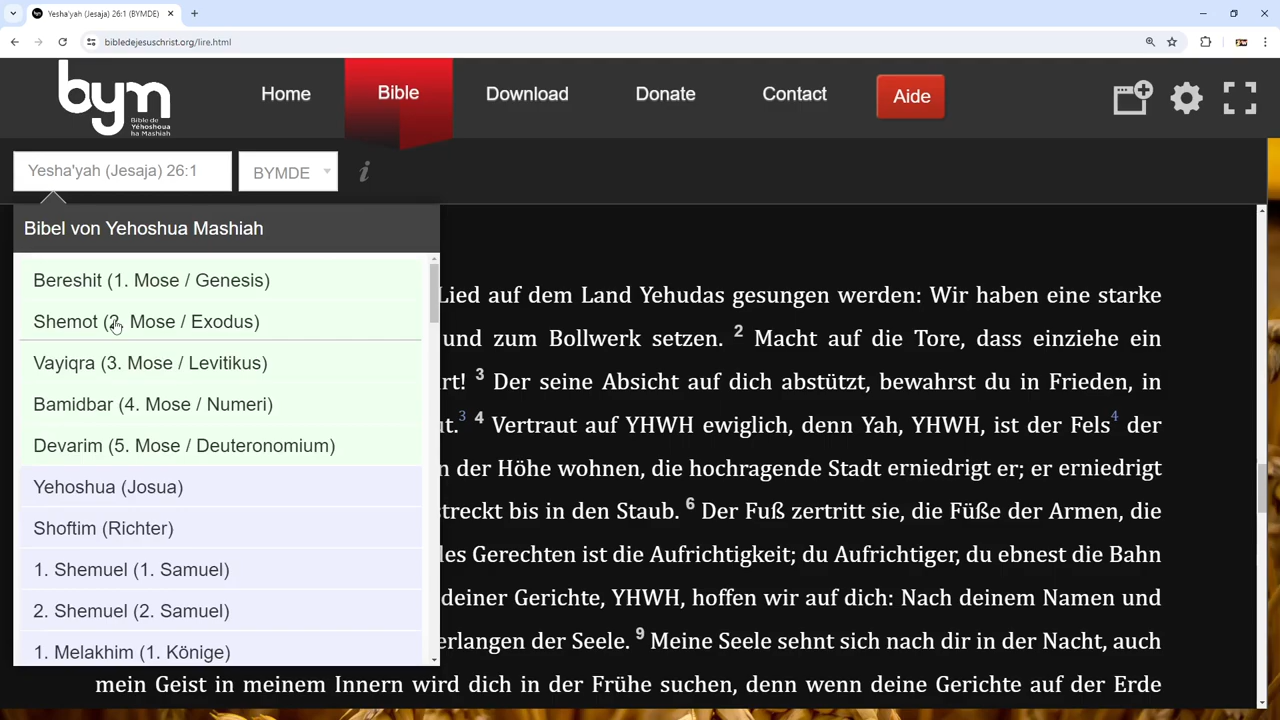 Yesha'yah (Jesaja) 26:1 (BYMDE)
bibledejesuschrist.org/lire.html
bym
Bible de
Yéhoshoua
ha Mashiah
Home
Bible
Download
Donate
Contact
Aide
Yesha'yah (Jesaja) 26:1
BYMDE
i
Bibel von Yehoshua Mashiah
Bereshit (1. Mose / Genesis)
Shemot (2. Mose / Exodus)
Vayiqra (3. Mose / Levitikus)
Bamidbar (4. Mose / Numeri)
Devarim (5. Mose / Deuteronomium)
Yehoshua (Josua)
Shoftim (Richter)
1. Shemuel (1. Samuel)
2. Shemuel (2. Samuel)
1. Melakhim (1. Könige)
Lied auf dem Land Yehudas gesungen werden: Wir haben eine starke
und zum Bollwerk setzen. 2 Macht auf die Tore, dass einziehe ein
rt! 3 Der seine Absicht auf dich abstützt, bewahrst du in Frieden, in
ut.3 4 Vertraut auf YHWH ewiglich, denn Yah, YHWH, ist der Fels4 der
n der Höhe wohnen, die hochragende Stadt erniedrigt er; er erniedrigt
treckt bis in den Staub. 6 Der Fuß zertritt sie, die Füße der Armen, die
les Gerechten ist die Aufrichtigkeit; du Aufrichtiger, du ebnest die Bahn
deiner Gerichte, YHWH, hoffen wir auf dich: Nach deinem Namen und
erlangen der Seele. 9 Meine Seele sehnt sich nach dir in der Nacht, auch
mein Geist in meinem Innern wird dich in der Frühe suchen, denn wenn deine Gerichte auf der Erde